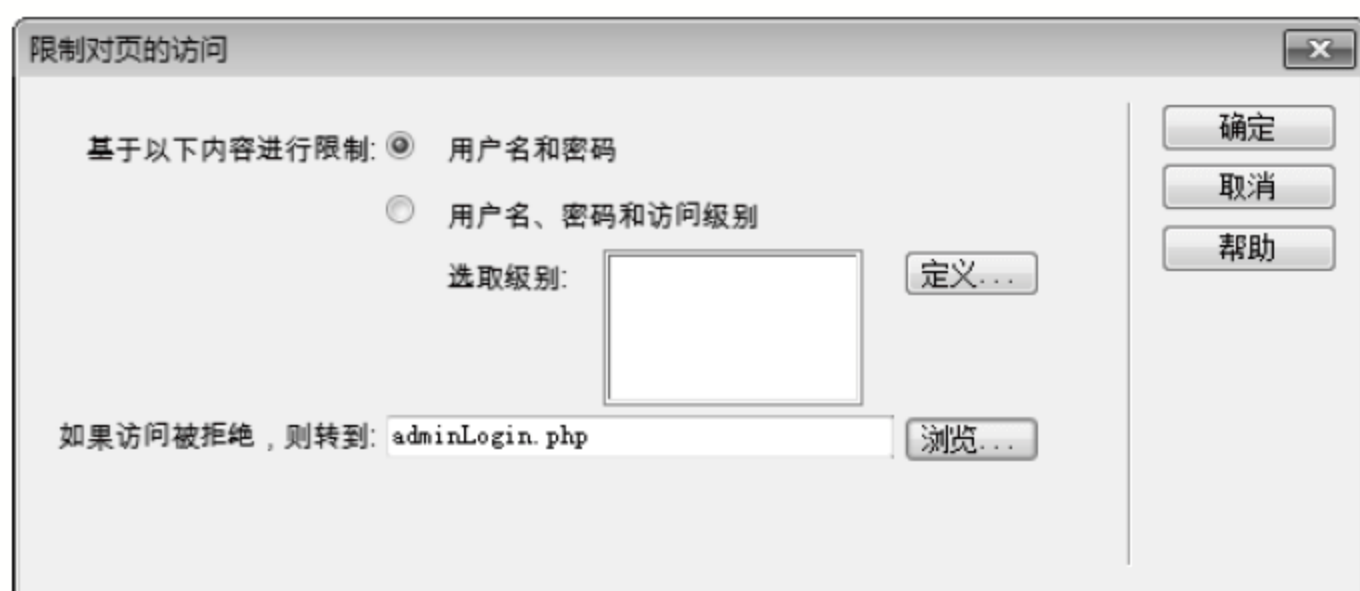 限制对页的访问
基于以下内容进行限制: 用户名和密码
用户名、密码和访问级别
选取级别:
定义...
如果访问被拒绝，则转到: adminLogin.php
浏览...
确定
取消
帮助